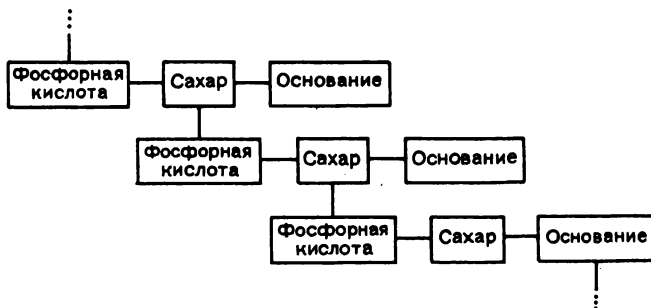 Фосфорная
кислота
Сахар
Основание
Фосфорная
кислота
Сахар
Основание
Фосфорная
кислота
Сахар
Основание